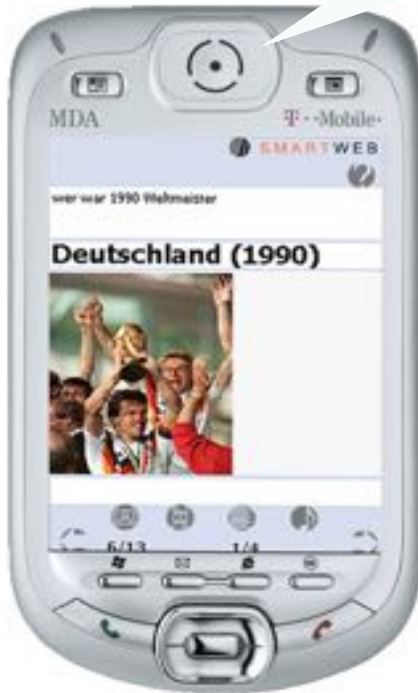 MDA
T··Mobile·
SMARTWEB
wer war 1990 Weltmeister
Deutschland (1990)
6/13 1/4